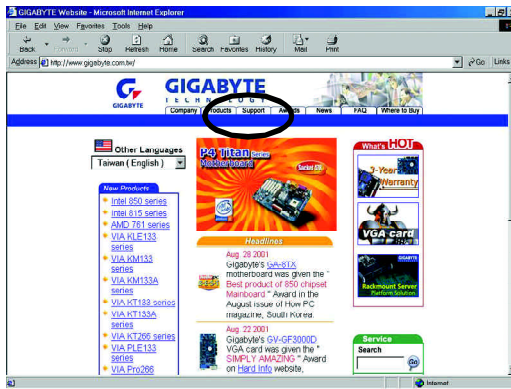 GIGABYTE Website - Microsoft Internet Explorer
File Edit View Favorites Tools Help
Back Forward Stop Refresh Home Search Favorites History Mail Print
Address http://www.gigabyte.com.tw/ Go Links
GIGABYTE
GIGABYTE
TECHNOLOGY
Company Products Support Awards News FAQ Where to Buy
Other Languages
Taiwan ( English )
New Products
Intel 850 series
Intel 815 series
AMD 761 series
VIA KLE133
series
VIA KM133
series
VIA KM133A
series
VIA KT133 series
VIA KT133A
series
VIA KT266 series
VIA PLE133
series
VIA Pro266
P4 Titan Series
Motherboard
Socket 478
Headlines
Aug. 28 2001
Gigabyte's GA-8TX
motherboard was given the "
Best product of 850 chipset
Mainboard " Award in the
August issue of How PC
magazine, South Korea.
Aug. 22 2001
Gigabyte's GV-GF3000D
VGA card was given the "
SIMPLY AMAZING " Award
on Hard Info website,
What's HOT
3-Year
Warranty
VGA card
GIGABYTE
Rackmount Server
Platform Solution
Service
Search
Go
Internet